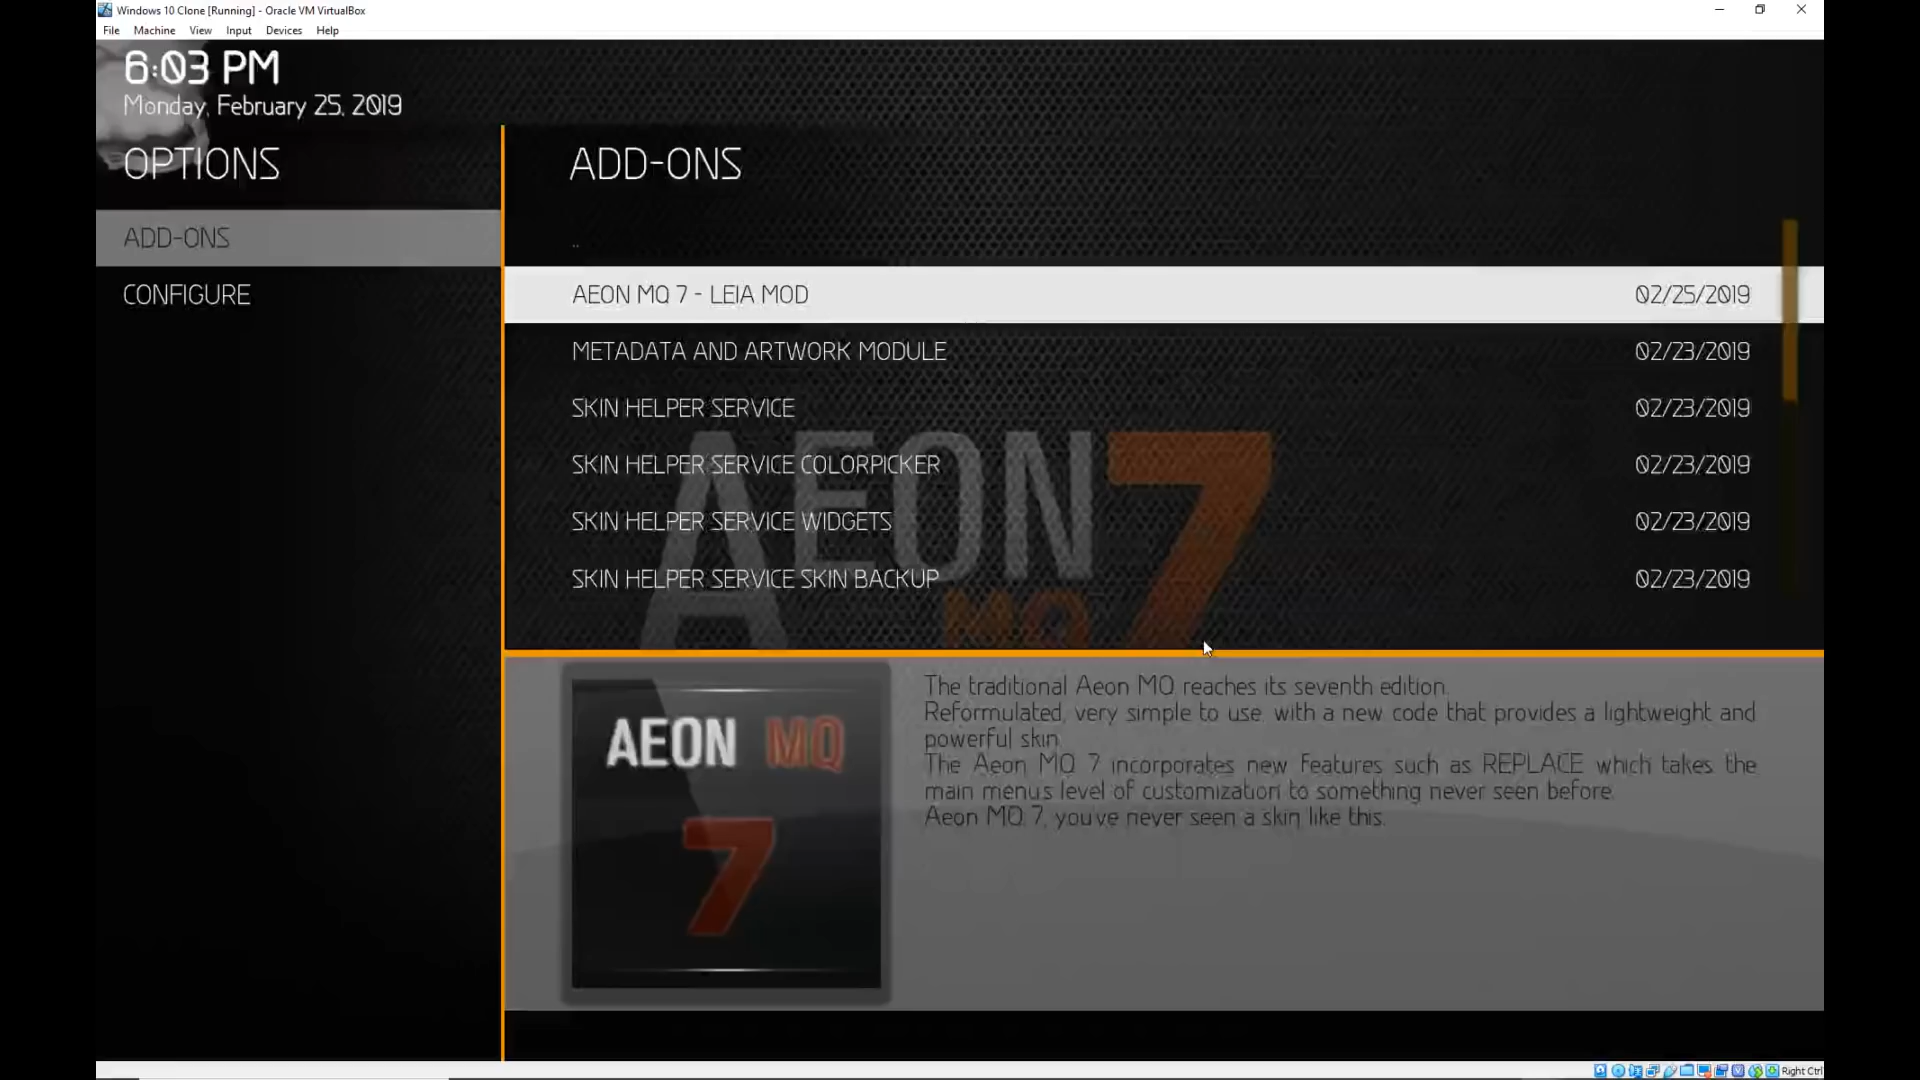 Windows 10 Clone [Running] - Oracle VM VirtualBox
File Machine View Input Devices Help
6:03 PM
Monday, February 25, 2019
OPTIONS
ADD-ONS
CONFIGURE
ADD-ONS
..
AEON MQ 7 - LEIA MOD 02/25/2019
METADATA AND ARTWORK MODULE 02/23/2019
SKIN HELPER SERVICE 02/23/2019
SKIN HELPER SERVICE COLORPICKER 02/23/2019
SKIN HELPER SERVICE WIDGETS 02/23/2019
SKIN HELPER SERVICE SKIN BACKUP 02/23/2019
AEON 7
MQ
AEON MQ
7
The traditional Aeon MQ reaches its seventh edition.
Reformulated, very simple to use, with a new code that provides a lightweight and
powerful skin.
The Aeon MQ 7 incorporates new features such as REPLACE which takes the
main menu's level of customization to something never seen before.
Aeon MQ 7, you've never seen a skin like this.
Right Ctrl